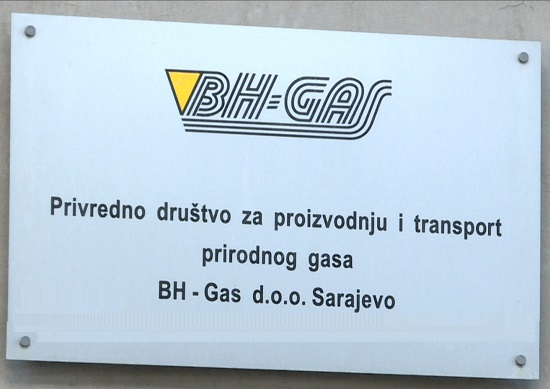 BH-GAS
Privredno društvo za proizvodnju i transport
prirodnog gasa
BH - Gas d.o.o. Sarajevo